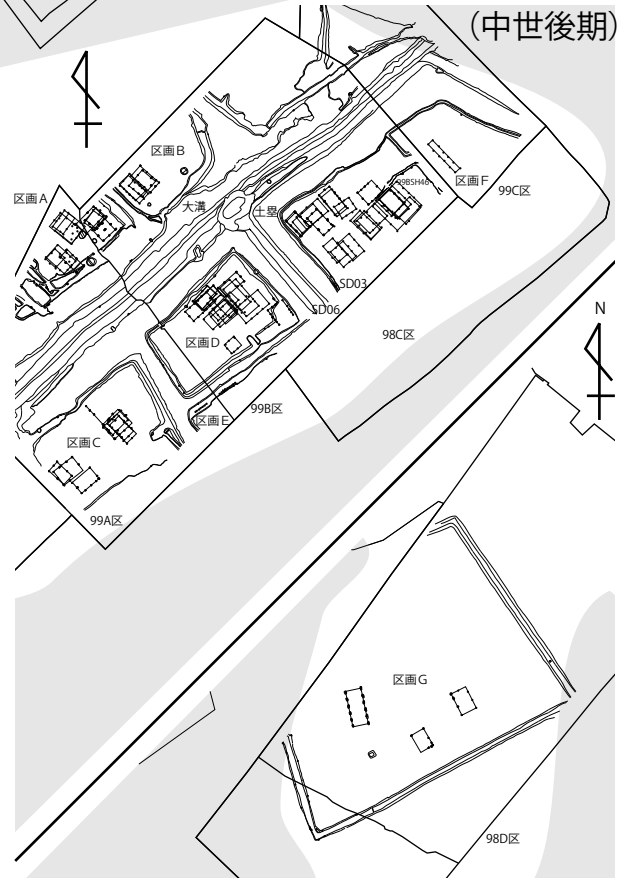 (中世後期)
区画B
区画A
大溝
土塁
99BSH46
区画F
99C区
SD03
SD06
98C区
N
区画D
区画E
99B区
区画C
99A区
区画G
98D区